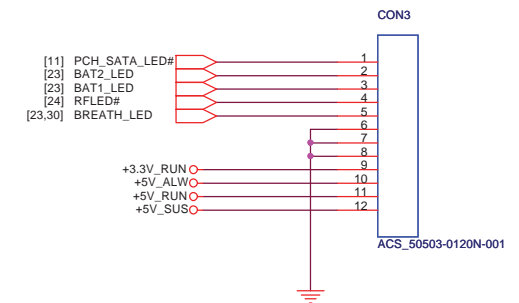 CON3
[11] PCH_SATA_LED# 1
[23] BAT2_LED 2
[23] BAT1_LED 3
[24] RFLED# 4
[23,30] BREATH_LED 5
6
7
8
+3.3V_RUN 9
+5V_ALW 10
+5V_RUN 11
+5V_SUS 12
ACS_50503-0120N-001